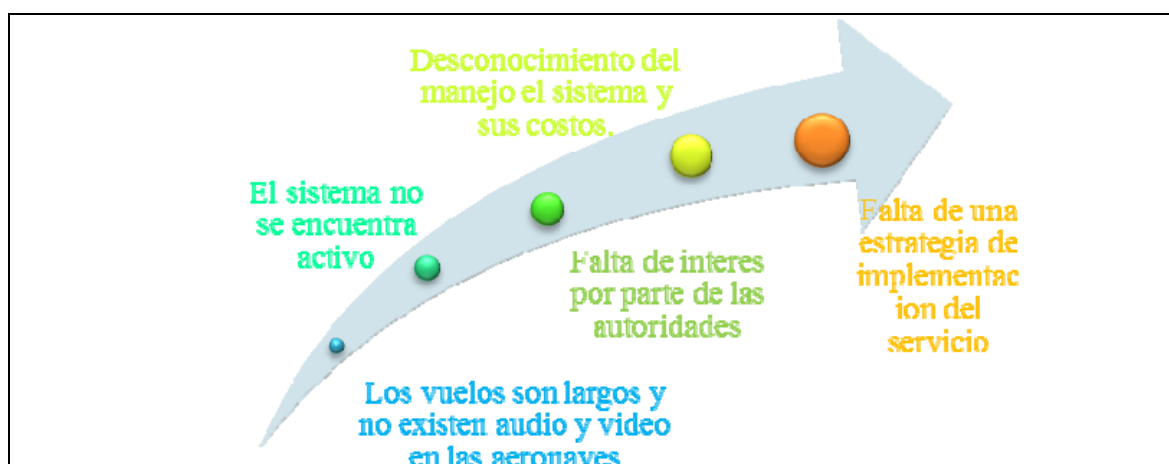 Desconocimiento del
manejo el sistema y
sus costos.
El sistema no
se encuentra
activo
Falta de interes
por parte de las
autoridades
Falta de una
estrategia de
implementac
ion del
servicio
Los vuelos son largos y
no existen audio y video
en las aeronaves